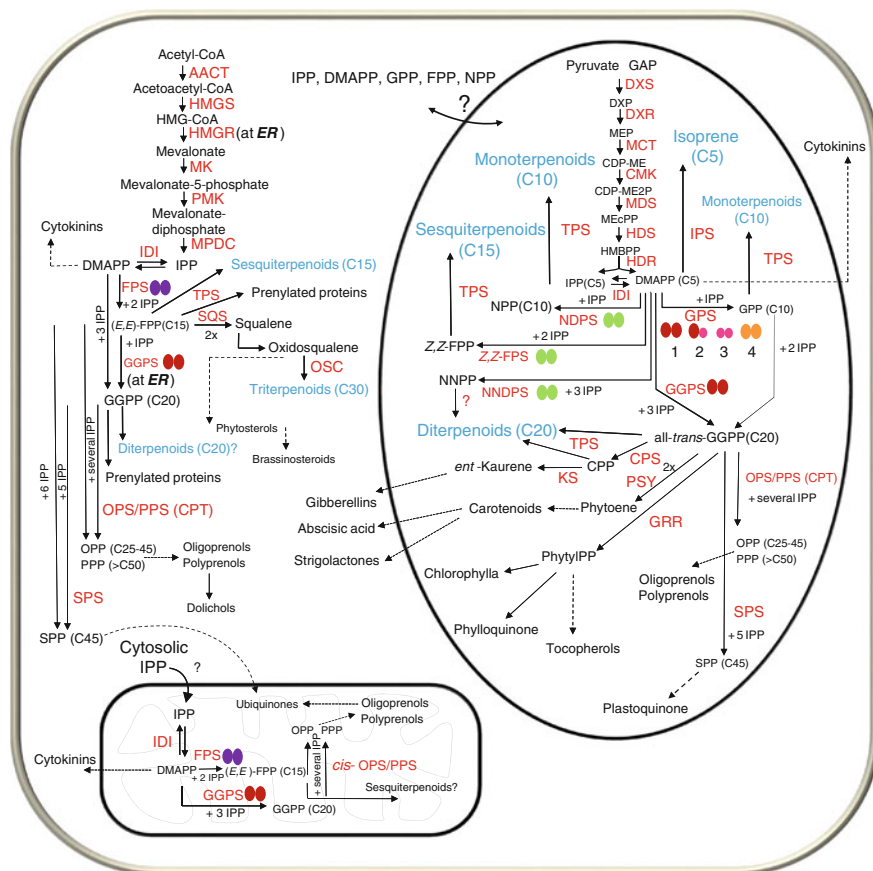 Acetyl-CoA
AACT
Acetoacetyl-CoA
HMGS
HMG-CoA
HMGR (at ER)
Mevalonate
MK
Mevalonate-5-phosphate
PMK
Mevalonate-
diphosphate
MPDC
Cytokinins
IDI
DMAPP
IPP
Sesquiterpenoids (C15)
FPS
TPS
Prenylated proteins
+ 2 IPP
(E,E)-FPP(C15)
SQS
2x
Squalene
+3 IPP
+ IPP
GGPS
(at ER)
Oxidosqualene
OSC
GGPP (C20)
Triterpenoids (C30)
Diterpenoids (C20)?
Phytosterols
Brassinosteroids
Prenylated proteins
+6 IPP
+5 IPP
+ several IPP
OPS/PPS (CPT)
OPP (C25-45)
PPP (>C50)
Oligoprenols
Polyprenols
Dolichols
SPS
SPP (C45)
Cytosolic
IPP
?
IPP
IDI
Cytokinins
DMAPP
FPS
+ 2 IPP
(E,E)-FPP (C15)
GGPS
+ 3 IPP
GGPP (C20)
Ubiquinones
Oligoprenols
Polyprenols
OPP PPP
+ several IPP
cis- OPS/PPS
Sesquiterpenoids?
IPP, DMAPP, GPP, FPP, NPP
?
Pyruvate GAP
DXS
DXP
DXR
MEP
MCT
CDP-ME
CMK
CDP-ME2P
MDS
MEcPP
HDS
HMBPP
HDR
IPP(C5)
IDI
DMAPP (C5)
Isoprene
(C5)
IPS
Cytokinins
Monoterpenoids
(C10)
TPS
Monoterpenoids
(C10)
TPS
Sesquiterpenoids
(C15)
TPS
+ IPP
NPP(C10)
NDPS
+IPP
GPS
GPP (C10)
1 2 3 4
+ 2 IPP
+ 2 IPP
Z,Z-FPP
Z,Z-FPS
NNPP
NNDPS
+ 3 IPP
?
GGPS
+ 3 IPP
Diterpenoids (C20)
TPS
all-trans-GGPP(C20)
CPS
CPP
KS
ent -Kaurene
Gibberellins
2x
PSY
Phytoene
Carotenoids
Abscisic acid
Strigolactones
GRR
PhytylPP
Chlorophylla
Phylloquinone
Tocopherols
OPS/PPS (CPT)
+ several IPP
OPP (C25-45)
PPP (>C50)
Oligoprenols
Polyprenols
SPS
+ 5 IPP
SPP (C45)
Plastoquinone